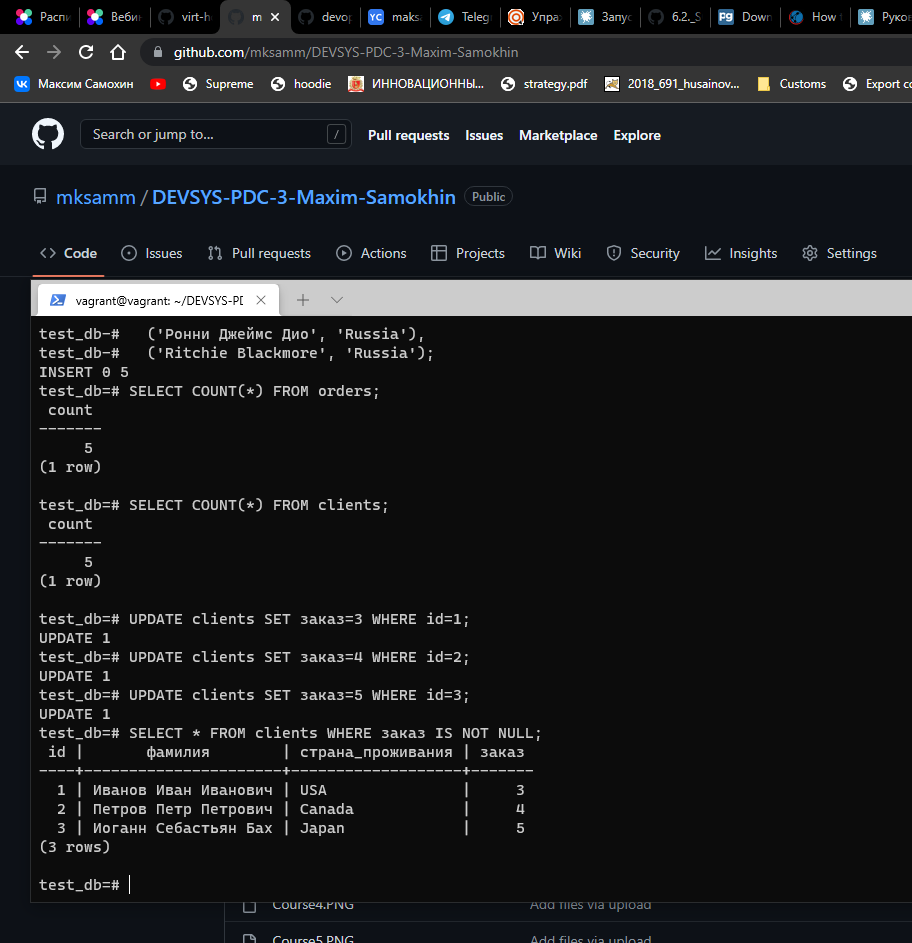 Распи
Вебин
virt-h
m
devop
YC
maks
Teleg
Упра
Запус
6.2._S
pg
Down
How
Руков
github.com/mksamm/DEVSYS-PDC-3-Maxim-Samokhin
Максим Самохин
Supreme
hoodie
ИННОВАЦИОННЫ...
strategy.pdf
2018_691_husainov...
Customs
Export co
Search or jump to...
/
Pull requests
Issues
Marketplace
Explore
mksamm / DEVSYS-PDC-3-Maxim-Samokhin
Public
Code
Issues
Pull requests
Actions
Projects
Wiki
Security
Insights
Settings
vagrant@vagrant: ~/DEVSYS-PD
test_db-#   ('Ронни Джеймс Дио', 'Russia'),
test_db-#   ('Ritchie Blackmore', 'Russia');
INSERT 0 5
test_db=# SELECT COUNT(*) FROM orders;
 count
-------
     5
(1 row)
test_db=# SELECT COUNT(*) FROM clients;
 count
-------
     5
(1 row)
test_db=# UPDATE clients SET заказ=3 WHERE id=1;
UPDATE 1
test_db=# UPDATE clients SET заказ=4 WHERE id=2;
UPDATE 1
test_db=# UPDATE clients SET заказ=5 WHERE id=3;
UPDATE 1
test_db=# SELECT * FROM clients WHERE заказ IS NOT NULL;
 id |       фамилия        | страна_проживания | заказ
----+----------------------+-------------------+-------
  1 | Иванов Иван Иванович | USA               |     3
  2 | Петров Петр Петрович | Canada            |     4
  3 | Иоганн Себастьян Бах | Japan             |     5
(3 rows)
test_db=#
Course4.PNG
Add files via upload
Course5.PNG
Add files via upload